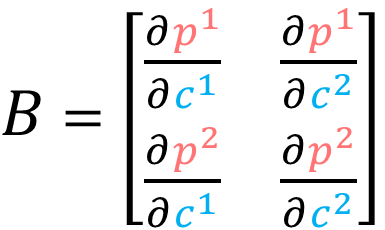 B = [ ∂p¹/∂c¹ ∂p¹/∂c²
∂p²/∂c¹ ∂p²/∂c² ]